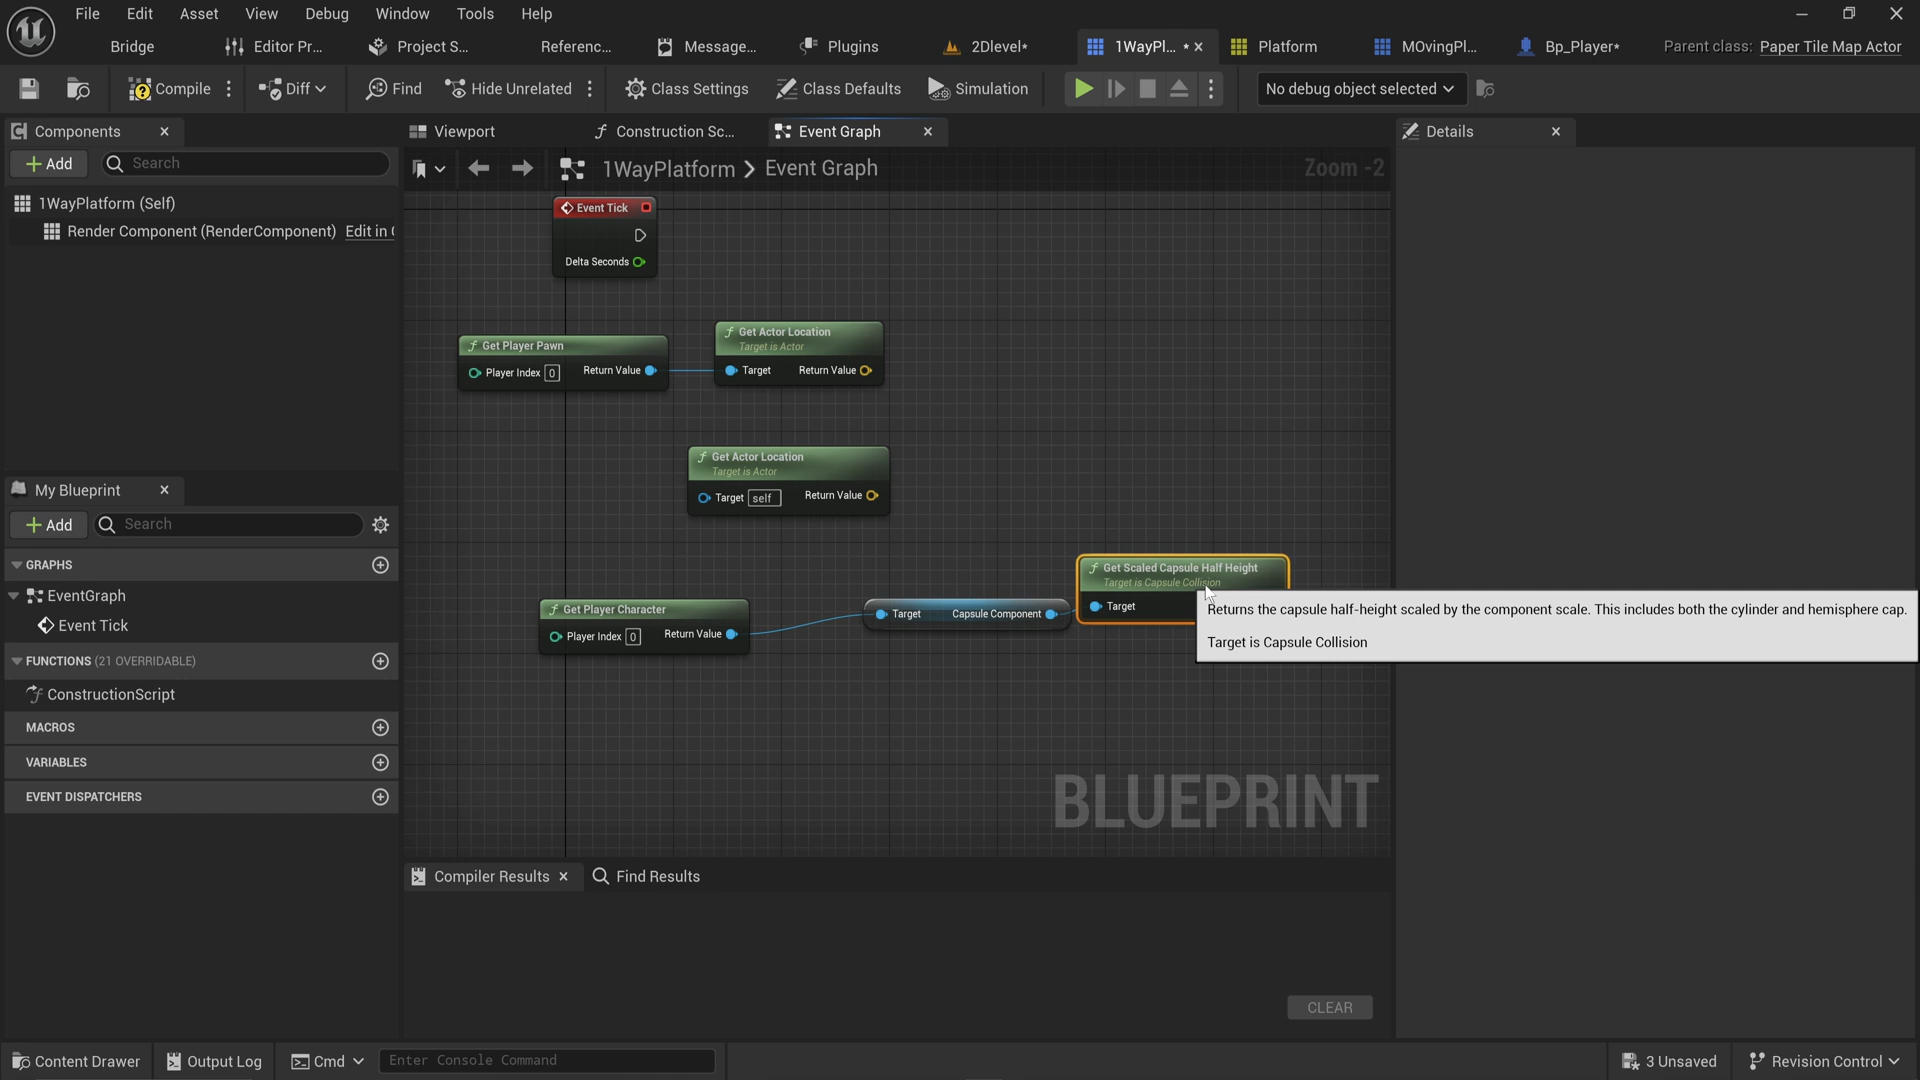 File Edit Asset View Debug Window Tools Help
Bridge Editor Pr... Project S... Referenc... Message... Plugins 2Dlevel* 1WayPl... * Platform MOvingPl... Bp_Player* Parent class: Paper Tile Map Actor
Compile Diff Find Hide Unrelated Class Settings Class Defaults Simulation No debug object selected
Components
Add Search
1WayPlatform (Self)
Render Component (RenderComponent) Edit in
My Blueprint
Add Search
GRAPHS
EventGraph
Event Tick
FUNCTIONS (21 OVERRIDABLE)
ConstructionScript
MACROS
VARIABLES
EVENT DISPATCHERS
Viewport Construction Sc... Event Graph
1WayPlatform > Event Graph Zoom -2
Event Tick
Delta Seconds
Get Player Pawn
Player Index 0 Return Value
Get Actor Location
Target is Actor
Target Return Value
Get Actor Location
Target is Actor
Target self Return Value
Get Player Character
Player Index 0 Return Value
Target Capsule Component
Get Scaled Capsule Half Height
Target is Capsule Collision
Target
Returns the capsule half-height scaled by the component scale. This includes both the cylinder and hemisphere cap.
Target is Capsule Collision
BLUEPRINT
Details
Compiler Results Find Results
CLEAR
Content Drawer Output Log Cmd Enter Console Command 3 Unsaved Revision Control